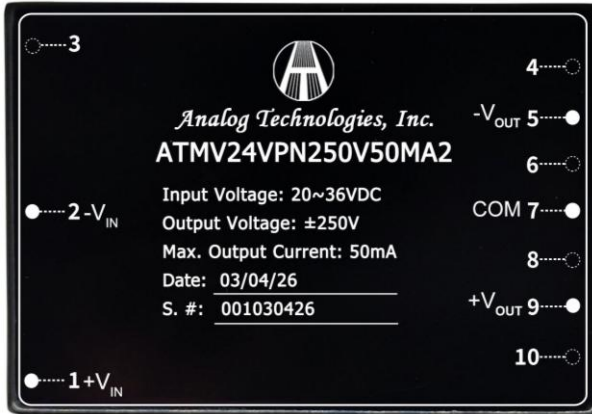 3
4
-VOUT 5
6
COM 7
8
+VOUT 9
10
2 -VIN
1 +VIN
Analog Technologies, Inc.
ATMV24VPN250V50MA2
Input Voltage: 20~36VDC
Output Voltage: ±250V
Max. Output Current: 50mA
Date: 03/04/26
S. #: 001030426